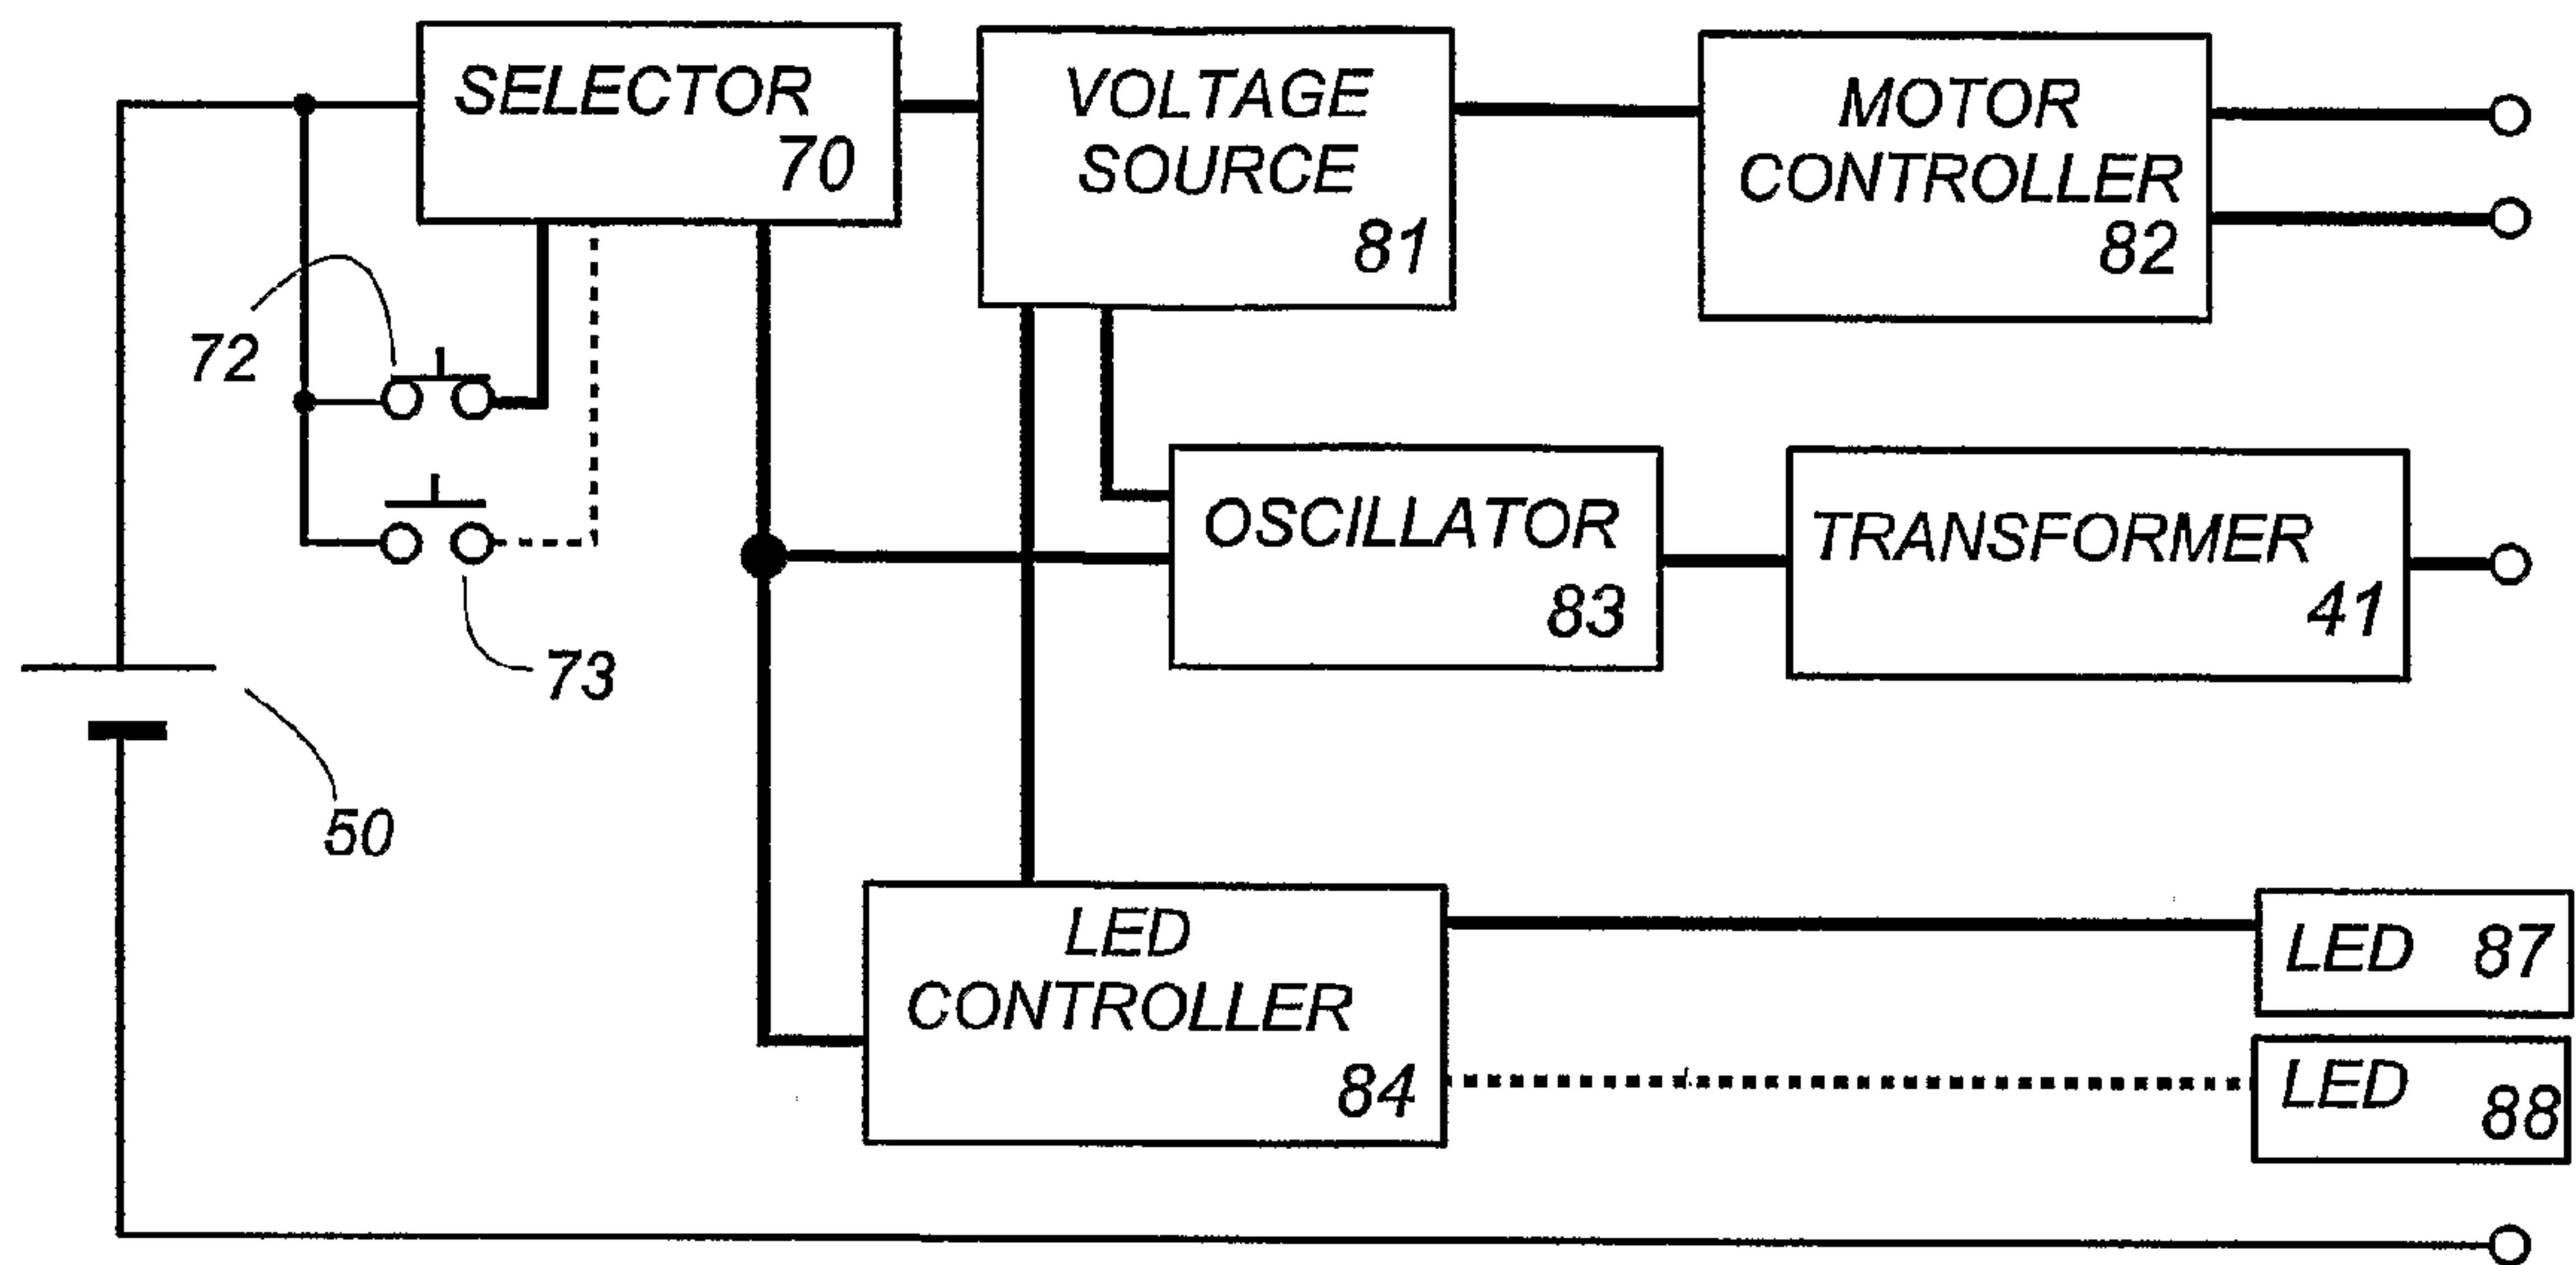 SELECTOR
70
VOLTAGE
SOURCE
81
MOTOR
CONTROLLER
82
72
73
50
OSCILLATOR
83
TRANSFORMER
41
LED
CONTROLLER
84
LED 87
LED 88